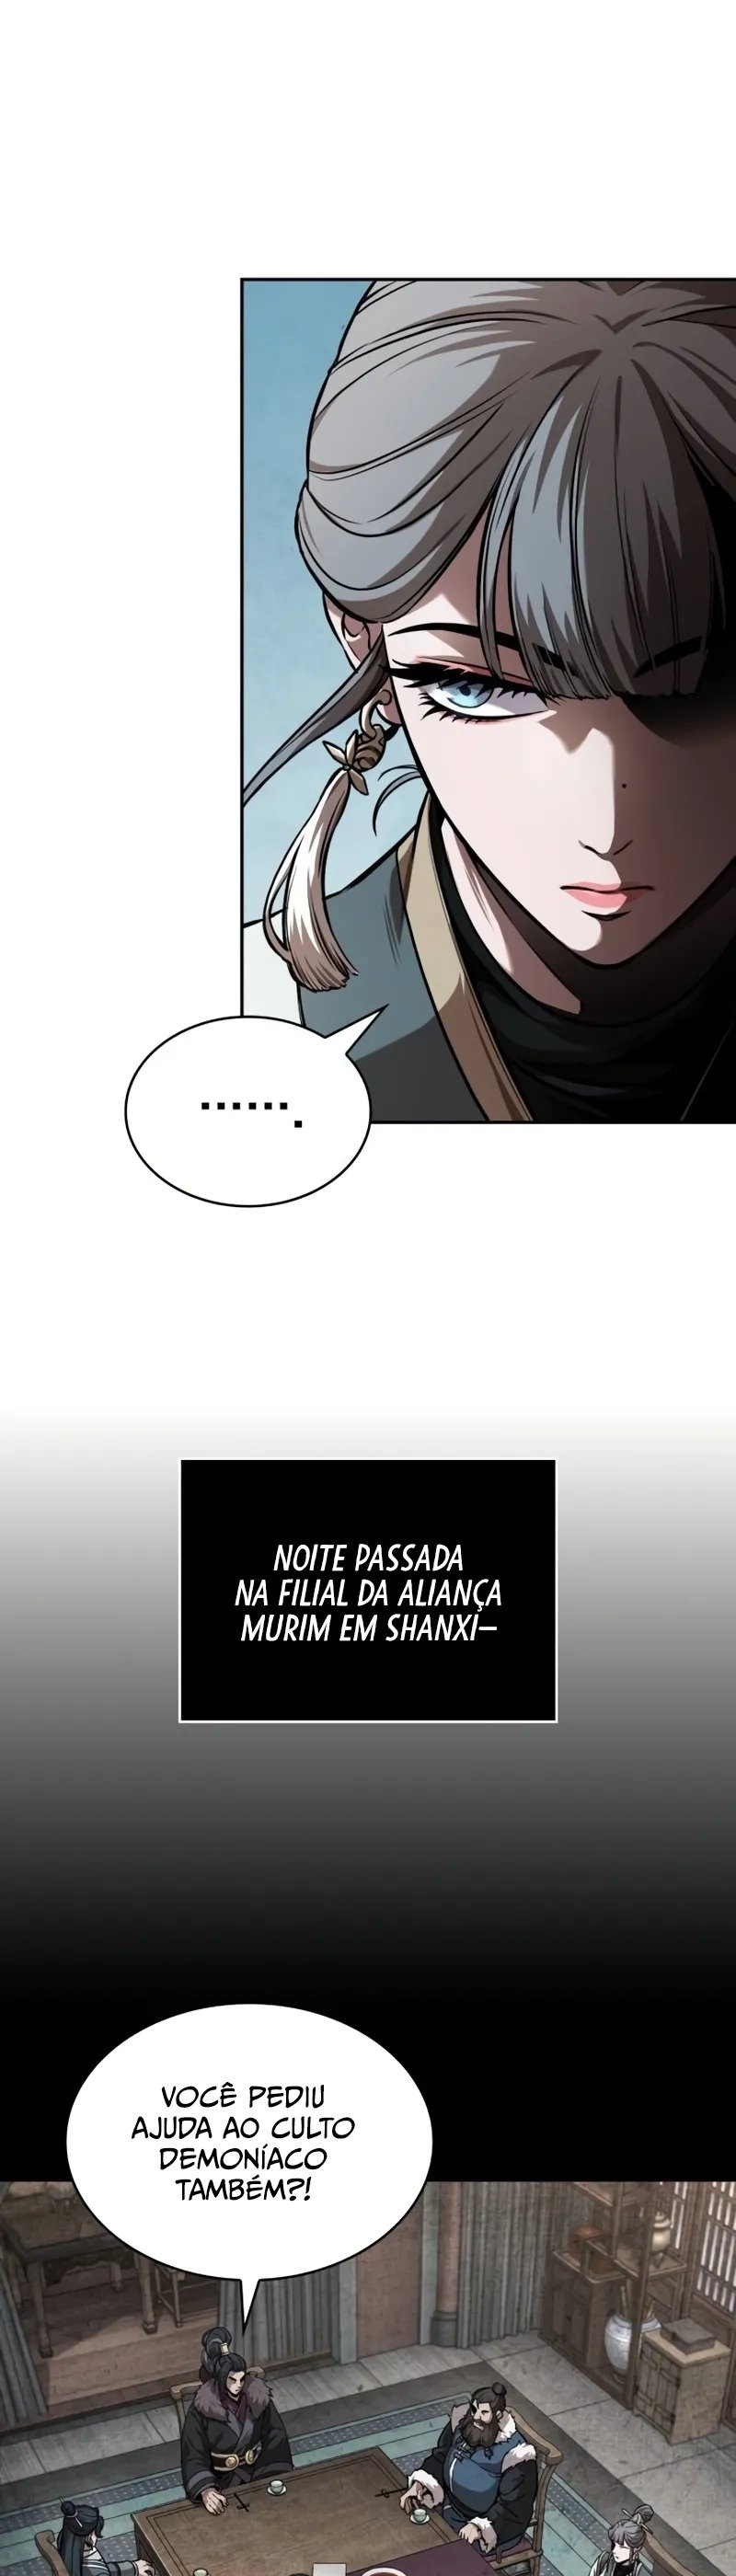 .......
NOITE PASSADA
NA FILIAL DA ALIANÇA
MURIM EM SHANXI–
VOCÊ PEDIU
AJUDA AO CULTO
DEMONÍACO
TAMBÉM?!